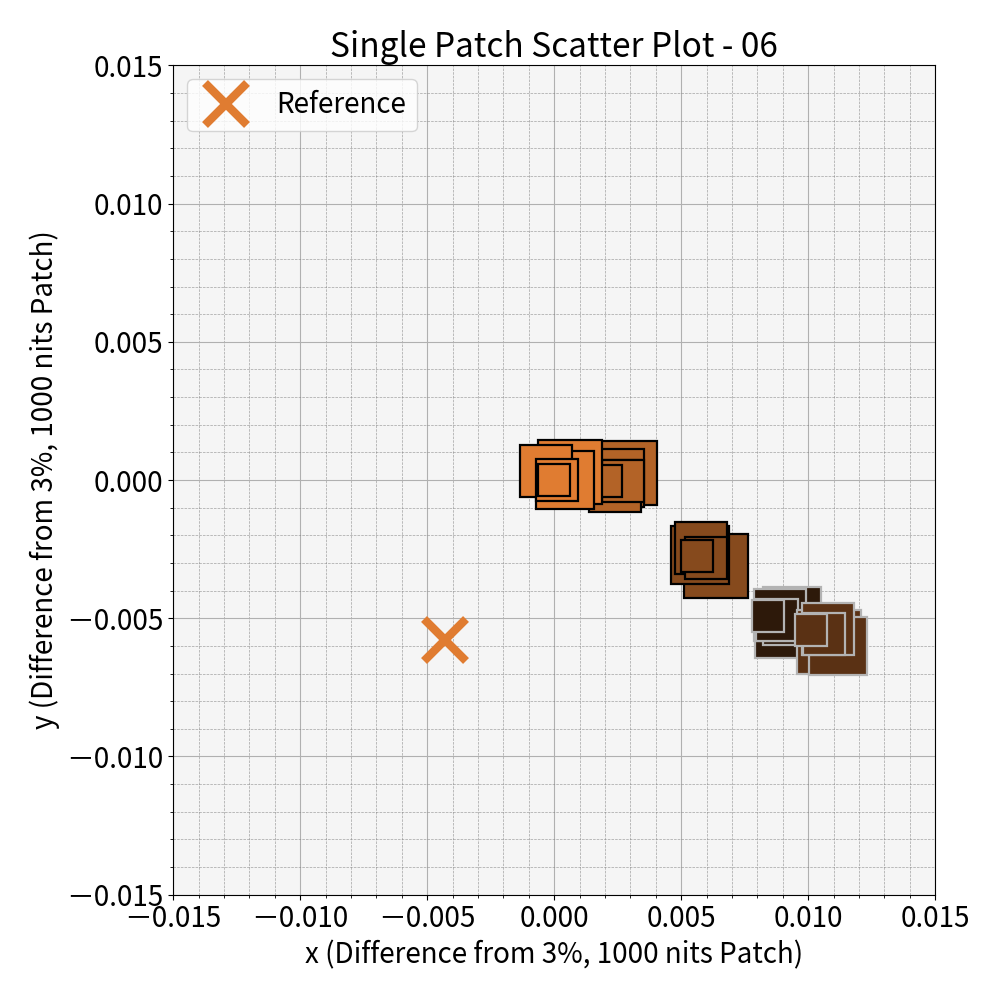 Single Patch Scatter Plot - 06
Reference
0.015
0.010
0.005
0.000
−0.005
−0.010
−0.015
y (Difference from 3%, 1000 nits Patch)
−0.015 −0.010 −0.005 0.000 0.005 0.010 0.015
x (Difference from 3%, 1000 nits Patch)